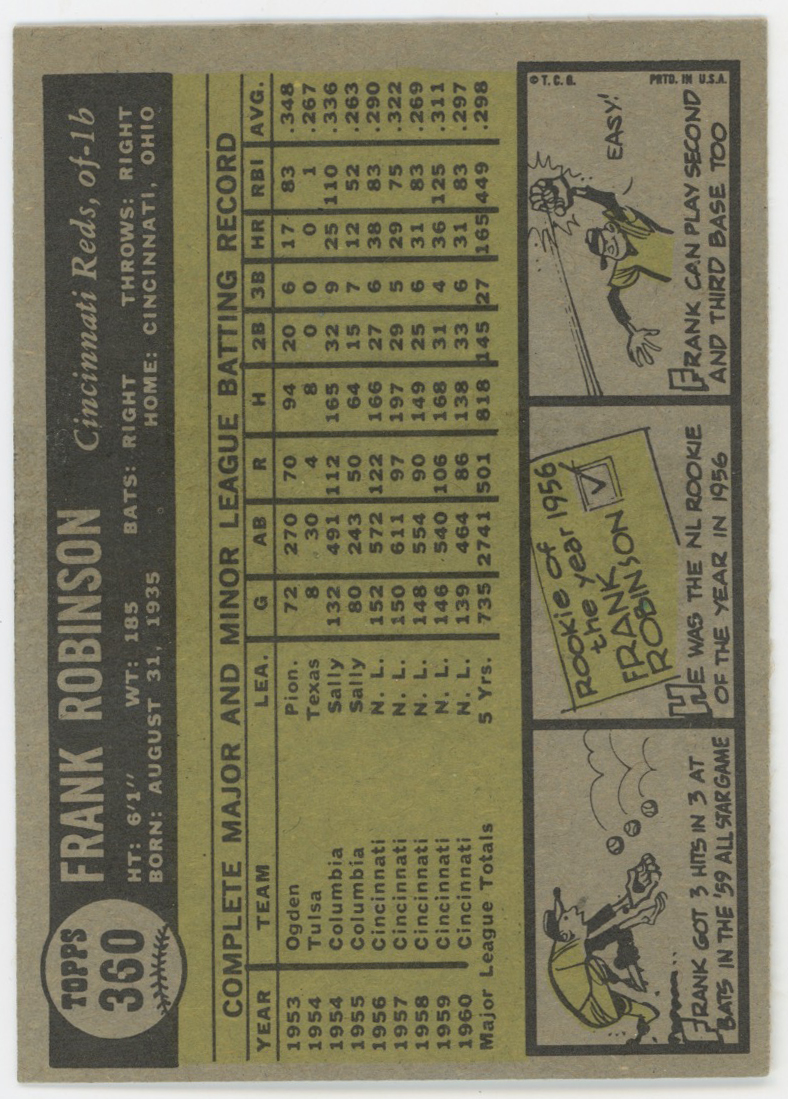 TOPPS
360
FRANK ROBINSON Cincinnati Reds, of-1b
HT: 6'1" WT: 185 BATS: RIGHT THROWS: RIGHT
BORN: AUGUST 31, 1935 HOME: CINCINNATI, OHIO
COMPLETE MAJOR AND MINOR LEAGUE BATTING RECORD
YEAR TEAM LEA. G AB R H 2B 3B HR RBI AVG.
1953 Ogden Pion. 72 270 70 94 20 6 17 83 .348
1954 Tulsa Texas 8 30 4 8 0 0 0 1 .267
1954 Columbia Sally 132 491 112 165 32 9 25 110 .336
1955 Columbia Sally 80 243 50 64 15 7 12 52 .263
1956 Cincinnati N. L. 152 572 122 166 27 6 38 83 .290
1957 Cincinnati N. L. 150 611 97 197 29 5 29 75 .322
1958 Cincinnati N. L. 148 554 90 149 25 6 31 83 .269
1959 Cincinnati N. L. 146 540 106 168 31 4 36 125 .311
1960 Cincinnati N. L. 139 464 86 138 33 6 31 83 .297
Major League Totals 5 Yrs. 735 2741 501 818 145 27 165 449 .298
FRANK GOT 3 HITS IN 3 AT
BATS IN THE '59 ALL STAR GAME
ROOKIE of
the year 1956
FRANK
ROBINSON
HE WAS THE NL ROOKIE
OF THE YEAR IN 1956
© T. C. G. PRTD. IN U.S.A.
EASY!
FRANK CAN PLAY SECOND
AND THIRD BASE TOO